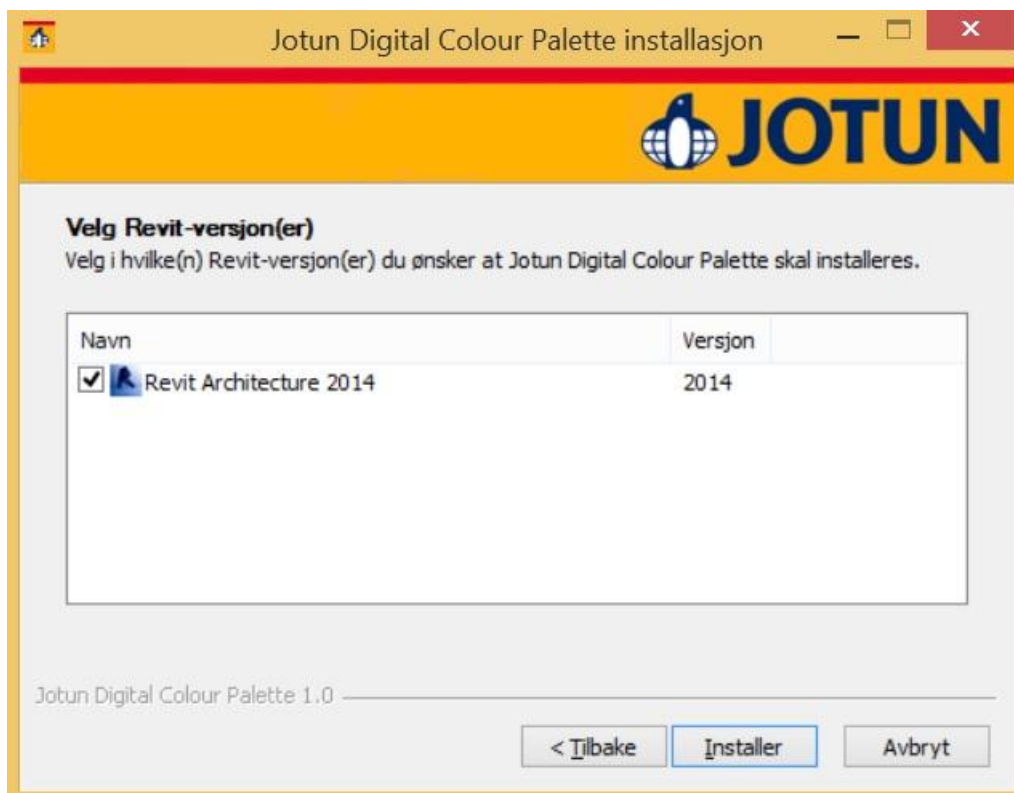 Jotun Digital Colour Palette installasjon
JOTUN
Velg Revit-versjon(er)
Velg i hvilke(n) Revit-versjon(er) du ønsker at Jotun Digital Colour Palette skal installeres.
Navn Versjon
Revit Architecture 2014 2014
Jotun Digital Colour Palette 1.0
< Tilbake Installer Avbryt